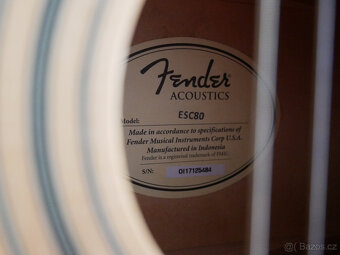 Fender
ACOUSTICS
Model: ESC80
Made in accordance to specifications of
Fender Musical Instruments Corp U.S.A.
Manufactured in Indonesia
Fender is a registered trademark of FMIC
S/N: OI17125484
Bazoš.cz